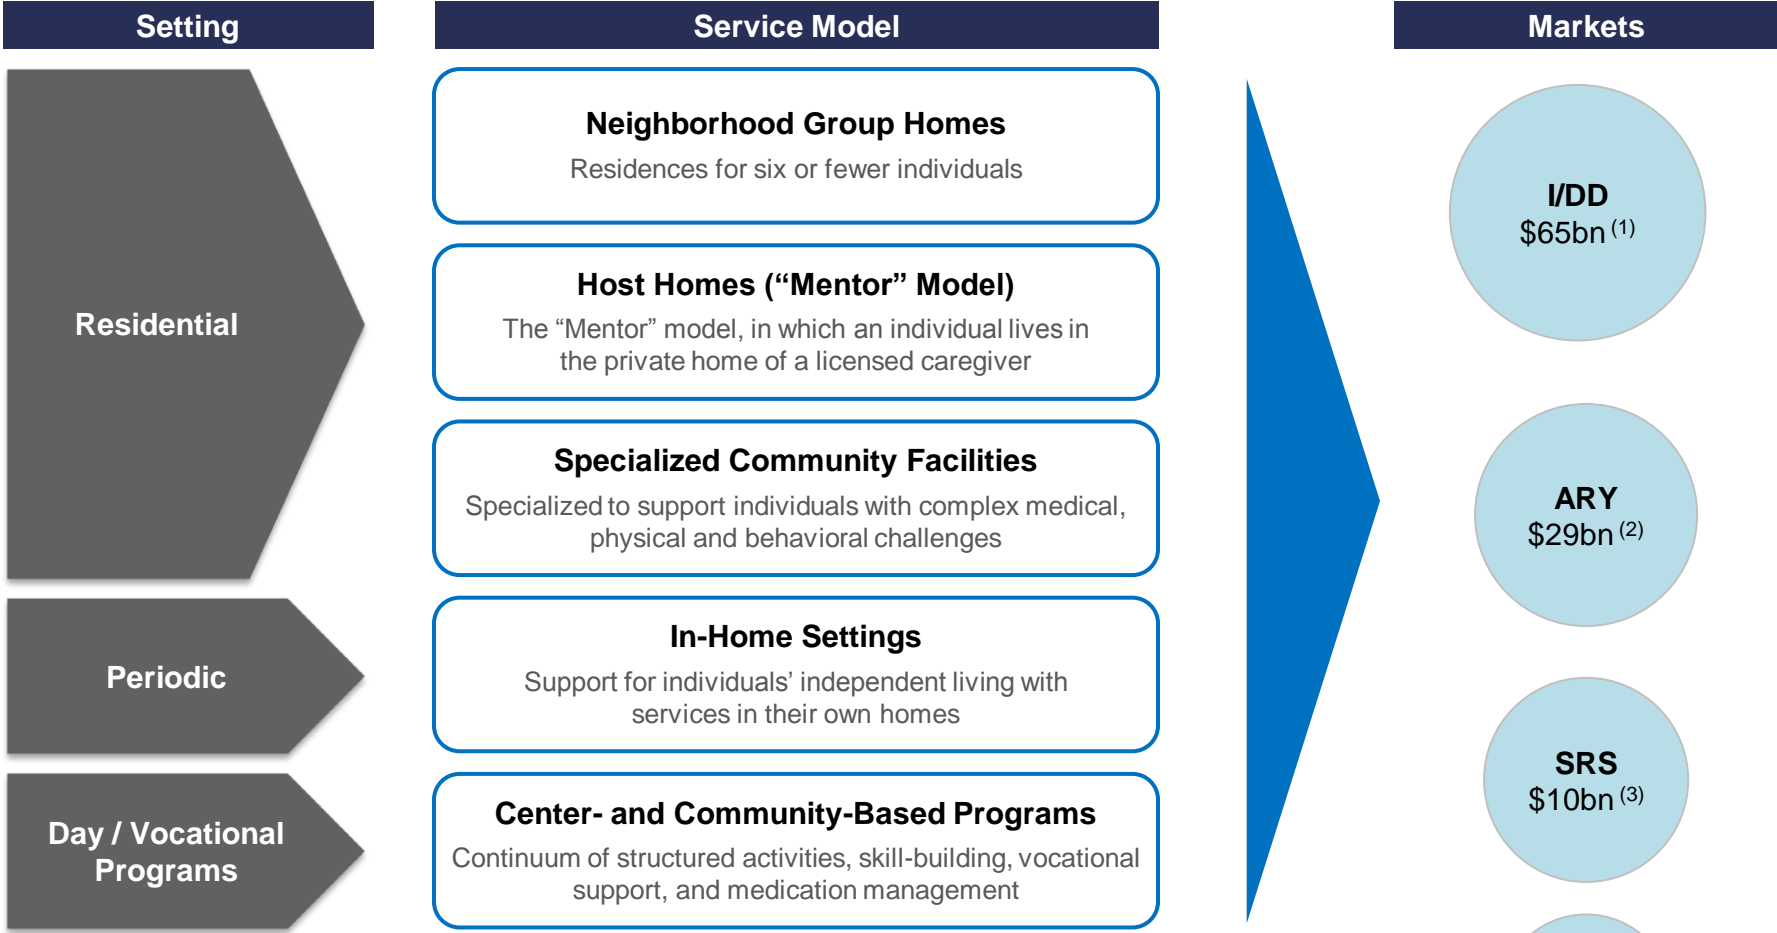 Setting
Service Model
Markets
Residential
Neighborhood Group Homes
Residences for six or fewer individuals
Host Homes (“Mentor” Model)
The “Mentor” model, in which an individual lives in
the private home of a licensed caregiver
Specialized Community Facilities
Specialized to support individuals with complex medical,
physical and behavioral challenges
Periodic
In-Home Settings
Support for individuals’ independent living with
services in their own homes
Day / Vocational
Programs
Center- and Community-Based Programs
Continuum of structured activities, skill-building, vocational
support, and medication management
I/DD
$65bn (1)
ARY
$29bn (2)
SRS
$10bn (3)